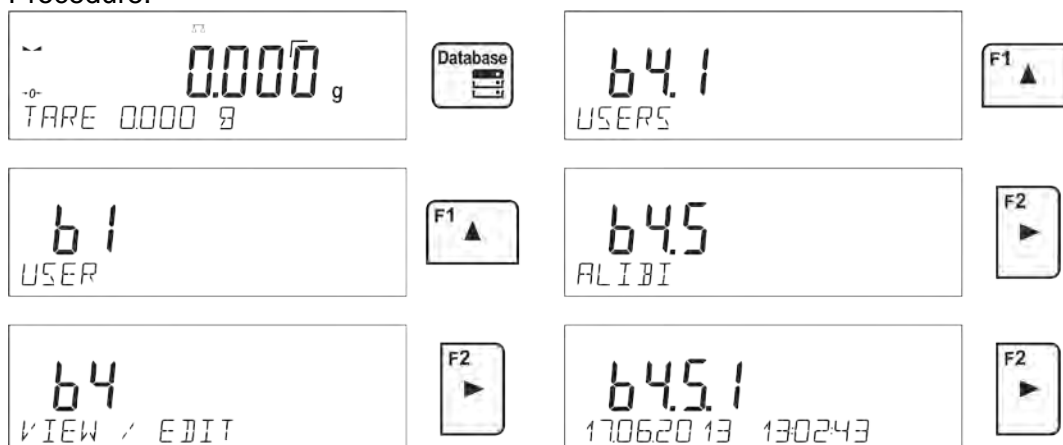 Procedure:
0.000 g
-0-
TARE 0.000 g
Database
b1
USER
F1
b4
VIEW / EDIT
F2
b4.1
USERS
F1
b4.5
ALIBI
F2
b4.5.1
17.06.2013 13:02:43
F2